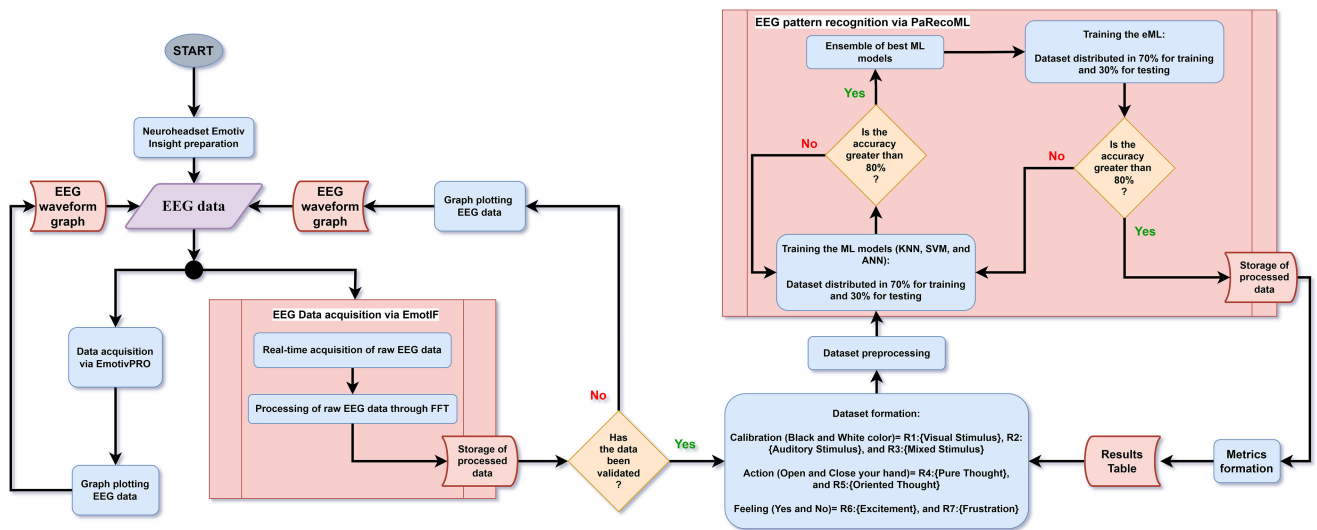 START
Neuroheadset Emotiv
Insight preparation
EEG
waveform
graph
EEG data
EEG
waveform
graph
Graph plotting
EEG data
Data acquisition
via EmotivPRO
Graph plotting
EEG data
EEG Data acquisition via EmotIF
Real-time acquisition of raw EEG data
Processing of raw EEG data through FFT
Storage of
processed
data
No
Has
the data
been
validated
?
Yes
EEG pattern recognition via PaRecoML
Ensemble of best ML
models
Training the eML:
Dataset distributed in 70% for training
and 30% for testing
Yes
No
Is the
accuracy
greater than
80%
?
No
Is the
accuracy
greater than
80%
?
Yes
Training the ML models (KNN, SVM, and
ANN):
Dataset distributed in 70% for training
and 30% for testing
Storage of
processed
data
Dataset preprocessing
Dataset formation:
Calibration (Black and White color)= R1:{Visual Stimulus}, R2:
{Auditory Stimulus}, and R3:{Mixed Stimulus}
Action (Open and Close your hand)= R4:{Pure Thought},
and R5:{Oriented Thought}
Feeling (Yes and No)= R6:{Excitement}, and R7:{Frustration}
Results
Table
Metrics
formation